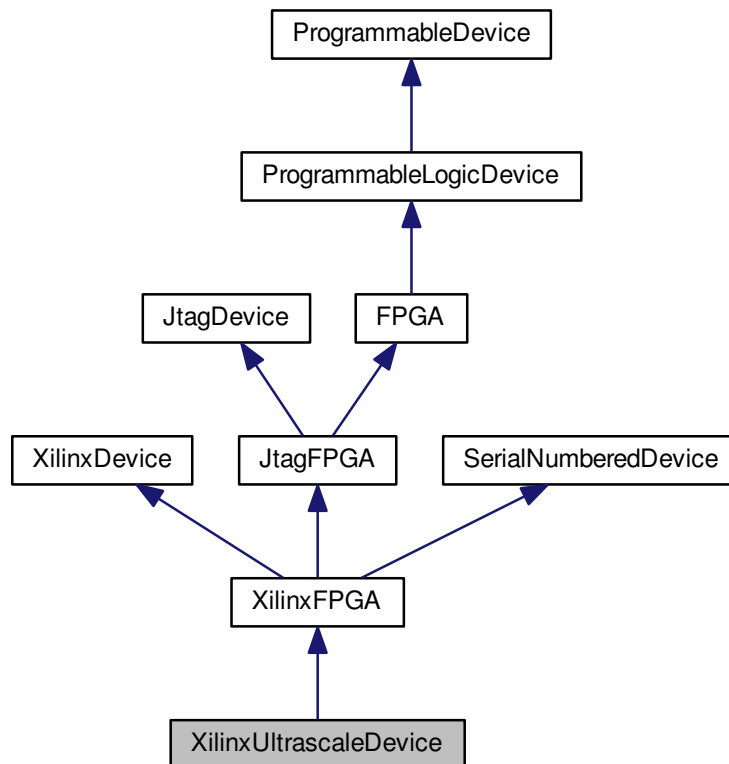 ProgrammableDevice
ProgrammableLogicDevice
JtagDevice
FPGA
XilinxDevice
JtagFPGA
SerialNumberedDevice
XilinxFPGA
XilinxUltrascaleDevice